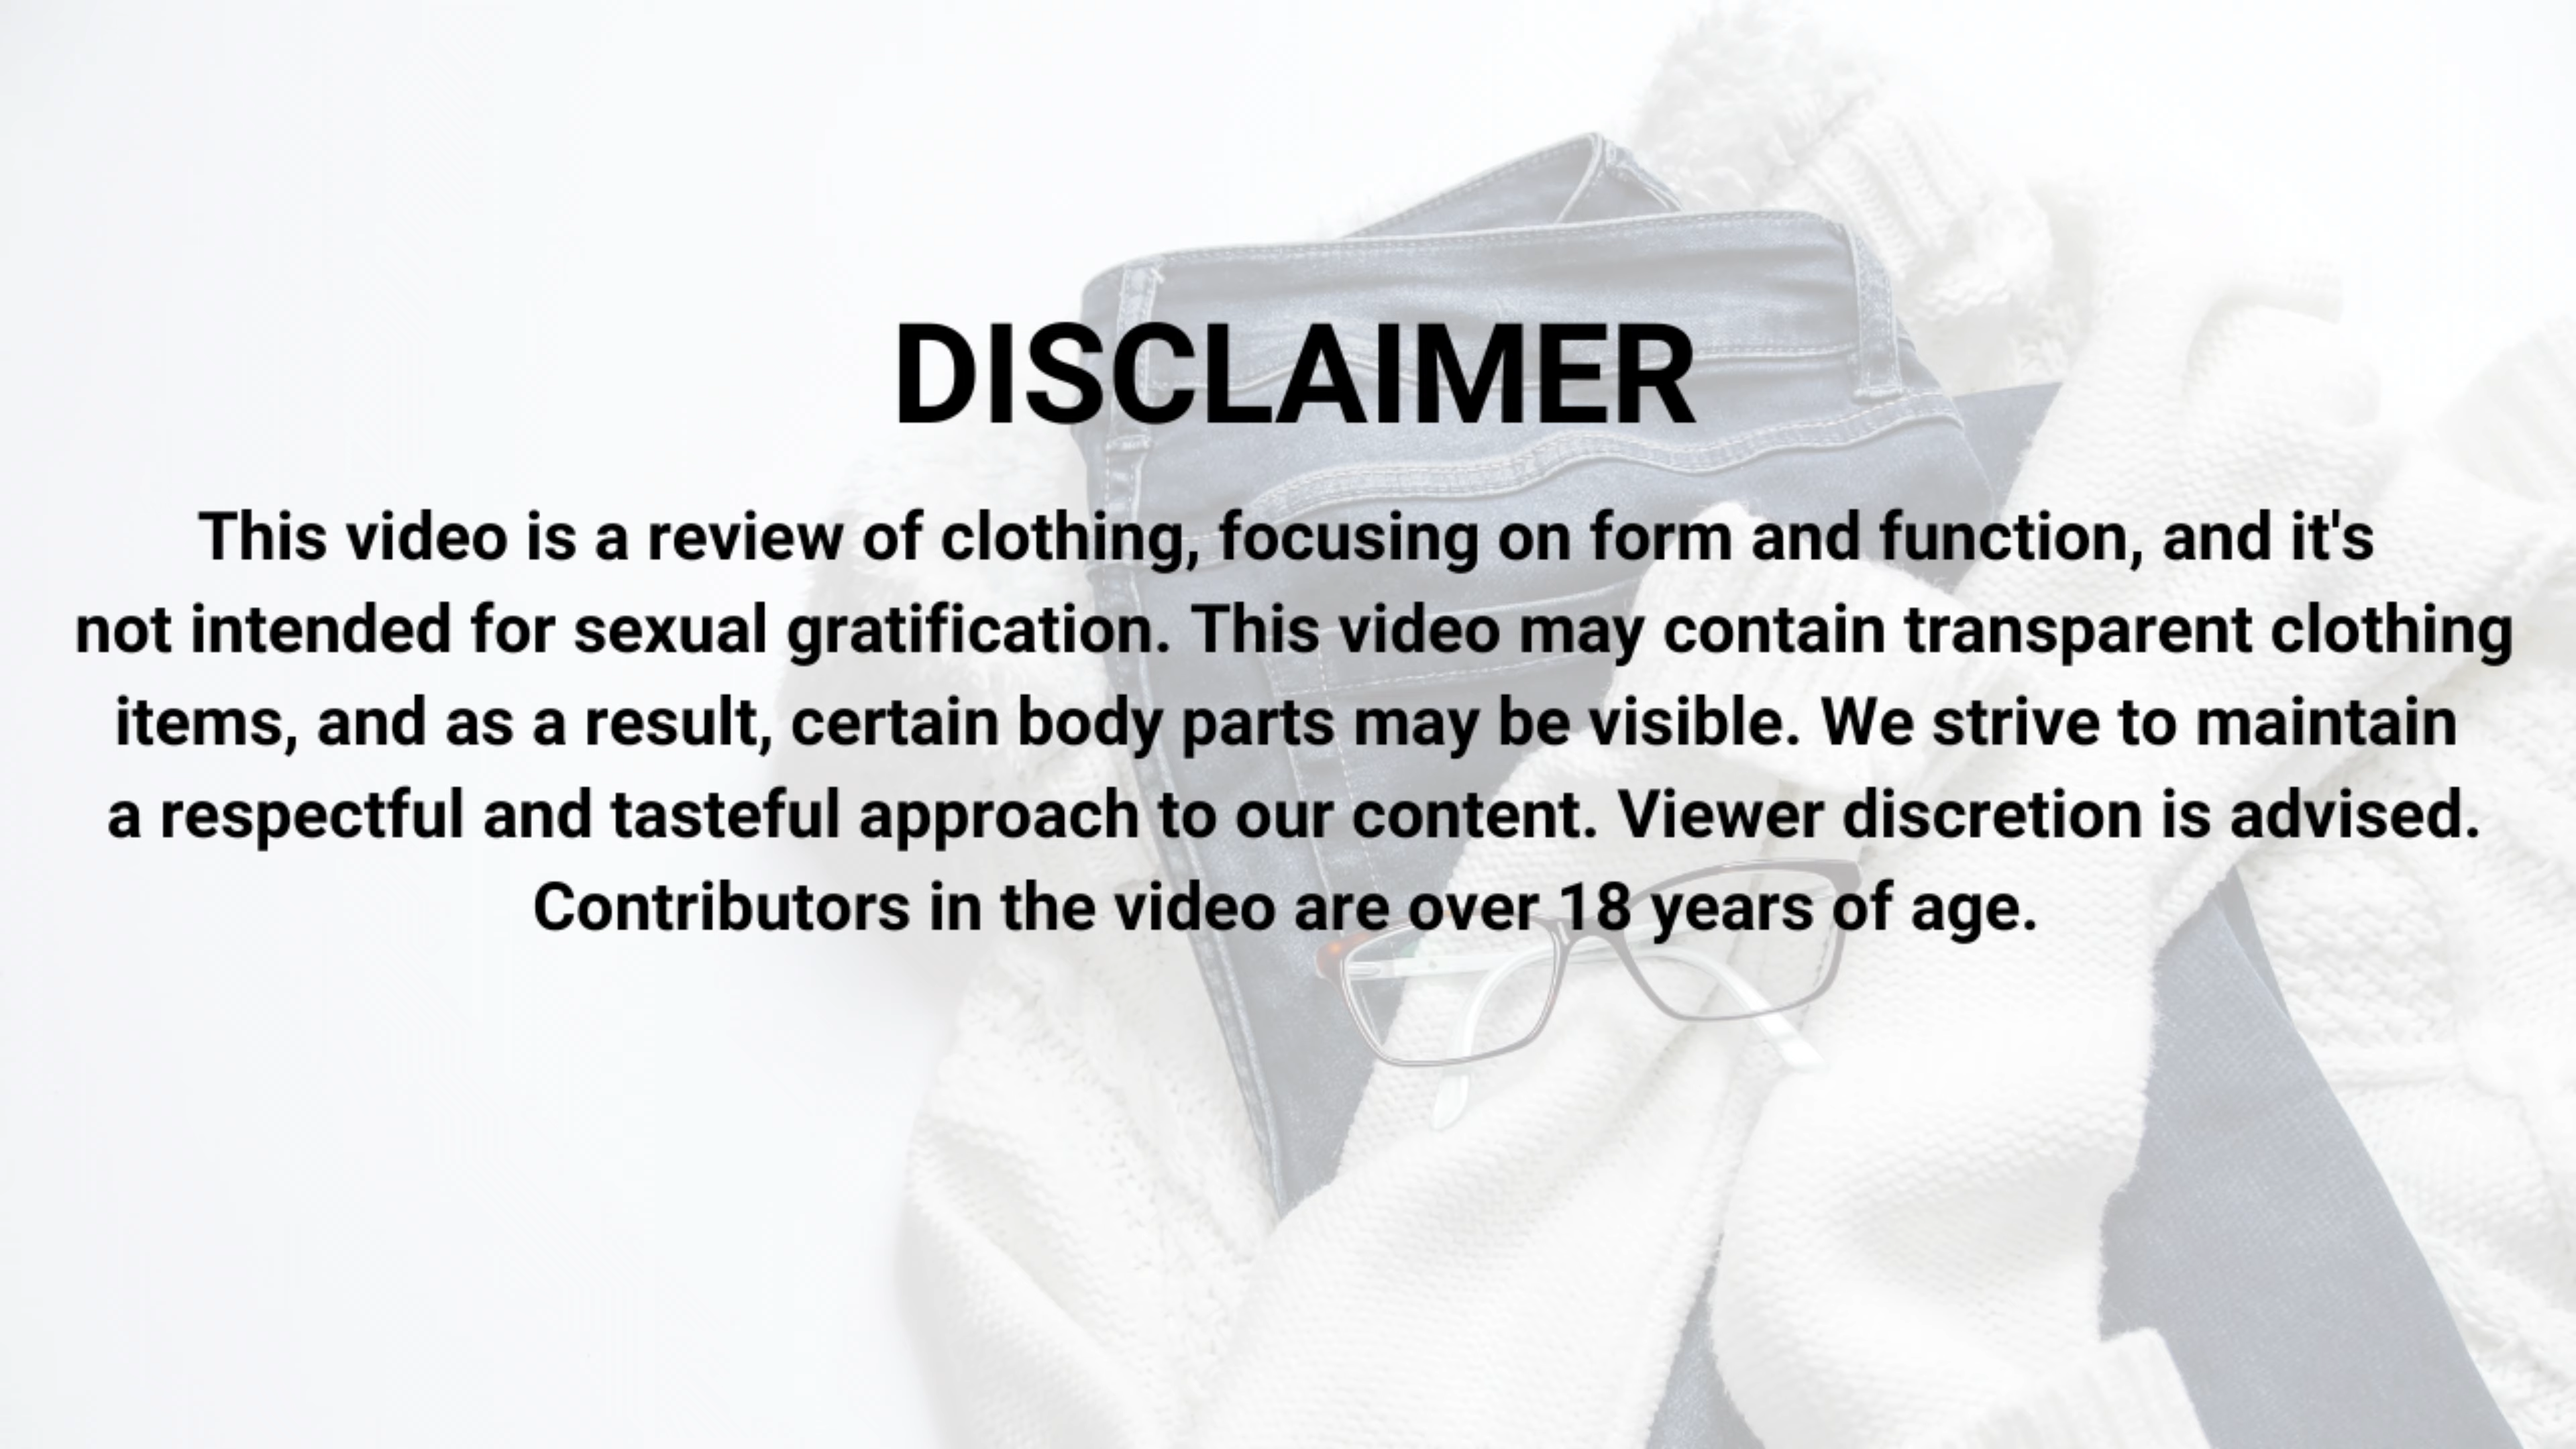 DISCLAIMER
This video is a review of clothing, focusing on form and function, and it's
not intended for sexual gratification. This video may contain transparent clothing
items, and as a result, certain body parts may be visible. We strive to maintain
a respectful and tasteful approach to our content. Viewer discretion is advised.
Contributors in the video are over 18 years of age.